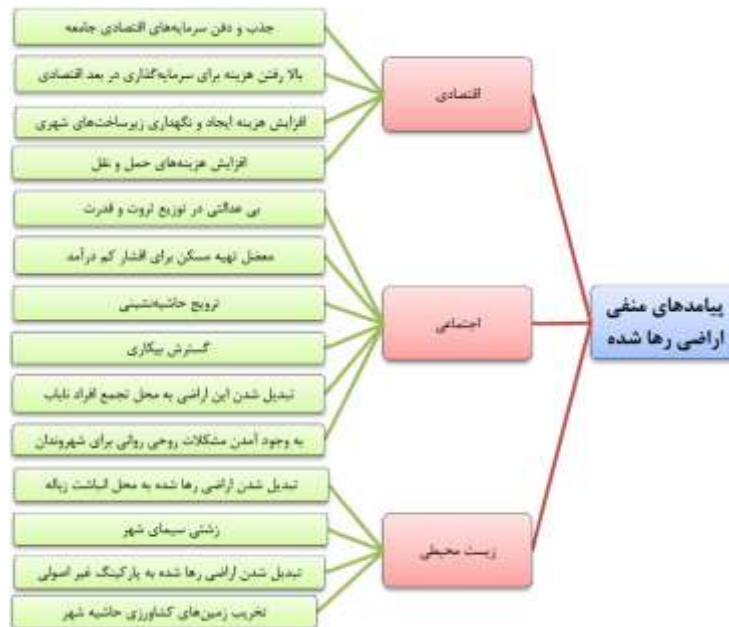 پیامدهای منفی
اراضی رها شده
اقتصادی
جذب و دفن سرمایه‌های اقتصادی جامعه
بالا رفتن هزینه برای سرمایه‌گذاری در بعد اقتصادی
افزایش هزینه ایجاد و نگهداری زیرساخت‌های شهری
افزایش هزینه‌های حمل و نقل
اجتماعی
بی عدالتی در توزیع ثروت و قدرت
معضل تهیه مسکن برای اقشار کم درآمد
ترویج حاشیه‌نشینی
گسترش بیکاری
تبدیل شدن این اراضی به محل تجمع افراد ناباب
به وجود آمدن مشکلات روحی روانی برای شهروندان
زیست محیطی
تبدیل شدن اراضی رها شده به محل انباشت زباله
زشتی سیمای شهر
تبدیل شدن اراضی رها شده به پارکینگ غیر اصولی
تخریب زمین‌های کشاورزی حاشیه شهر